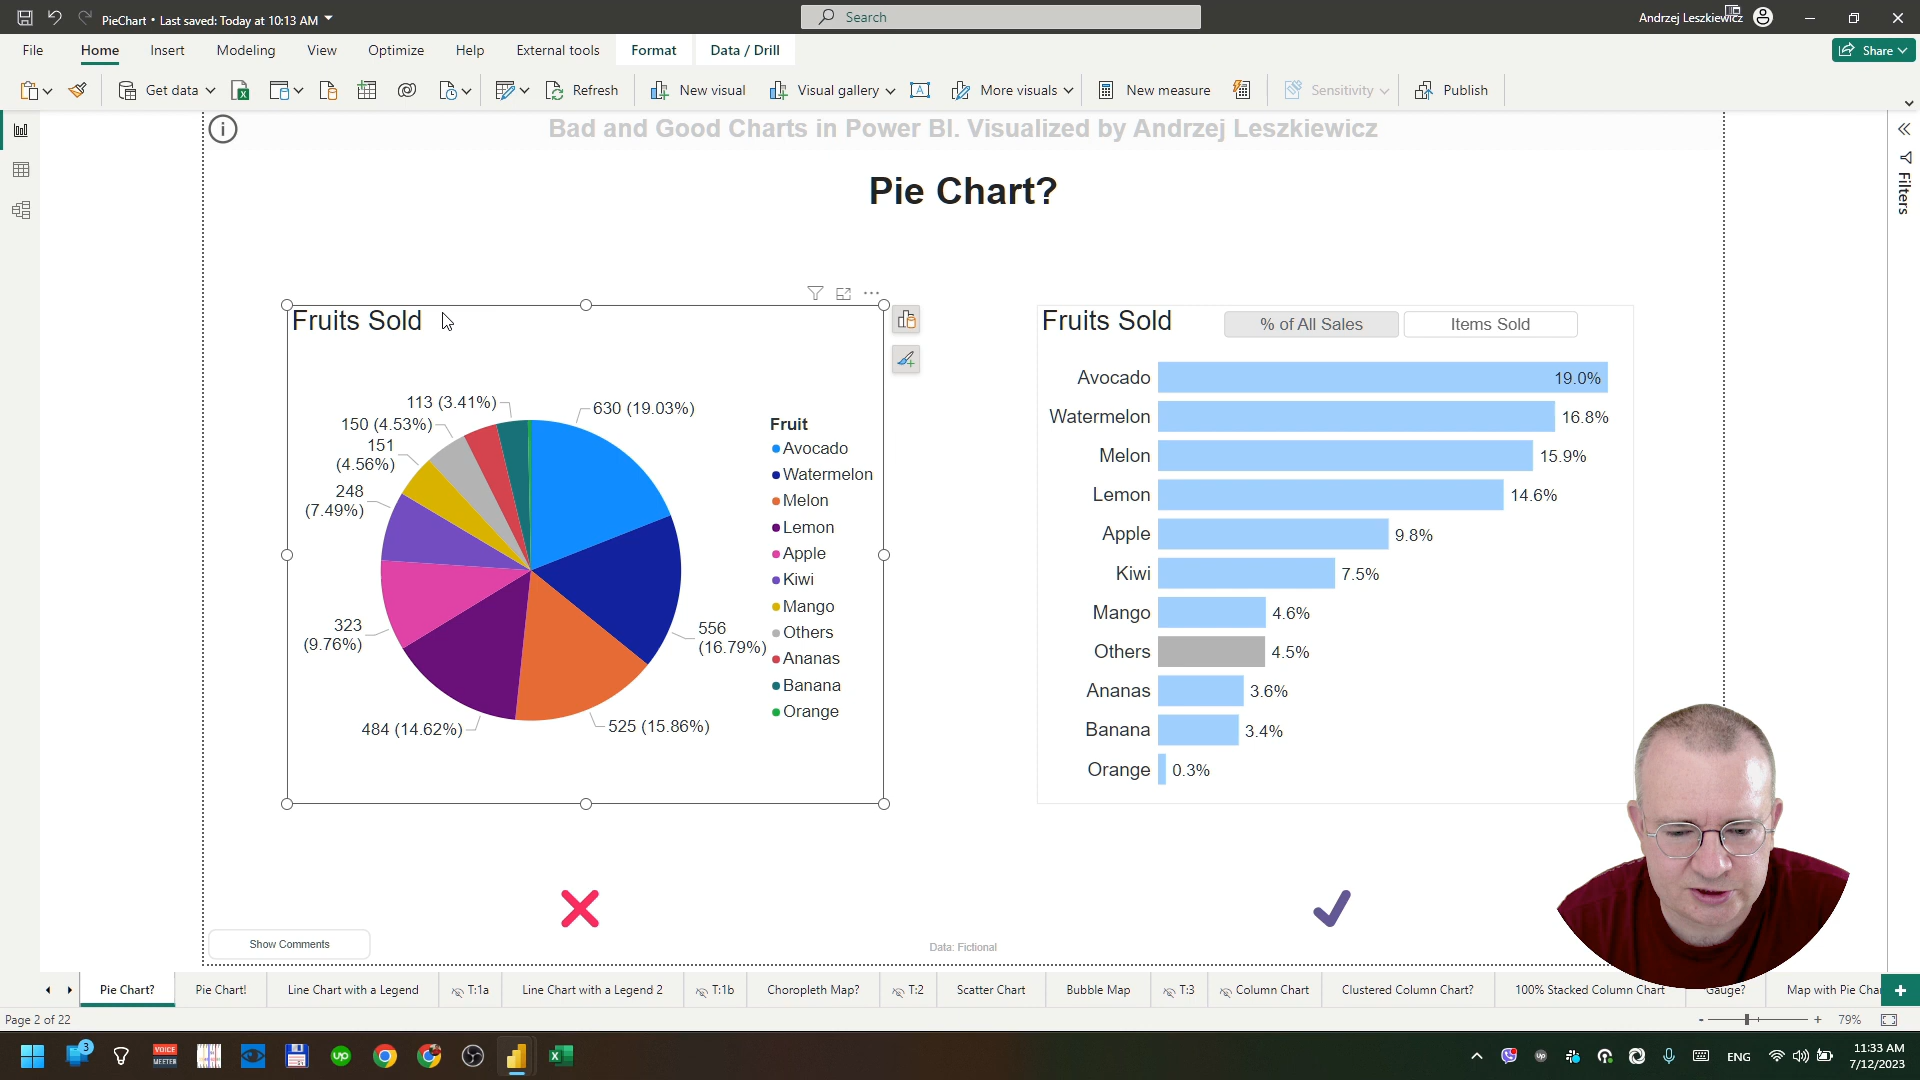 PieChart • Last saved: Today at 10:13 AM
Search
Andrzej Leszkiewicz
File
Home
Insert
Modeling
View
Optimize
Help
External tools
Format
Data / Drill
Share
Get data
Refresh
New visual
Visual gallery
More visuals
New measure
Sensitivity
Publish
Bad and Good Charts in Power BI. Visualized by Andrzej Leszkiewicz
Filters
Pie Chart?
Fruits Sold
113 (3.41%)
630 (19.03%)
150 (4.53%)
151
(4.56%)
248
(7.49%)
323
(9.76%)
556
(16.79%)
484 (14.62%)
525 (15.86%)
Fruit
Avocado
Watermelon
Melon
Lemon
Apple
Kiwi
Mango
Others
Ananas
Banana
Orange
Fruits Sold
% of All Sales
Items Sold
Avocado 19.0%
Watermelon 16.8%
Melon 15.9%
Lemon 14.6%
Apple 9.8%
Kiwi 7.5%
Mango 4.6%
Others 4.5%
Ananas 3.6%
Banana 3.4%
Orange 0.3%
Show Comments
Data: Fictional
Pie Chart?
Pie Chart!
Line Chart with a Legend
T:1a
Line Chart with a Legend 2
T:1b
Choropleth Map?
T:2
Scatter Chart
Bubble Map
T:3
Column Chart
Clustered Column Chart?
100% Stacked Column Chart
Gauge?
Map with Pie Cha
Page 2 of 22
79%
3
VOICE
MEETER
up
up
ENG
11:33 AM
7/12/2023